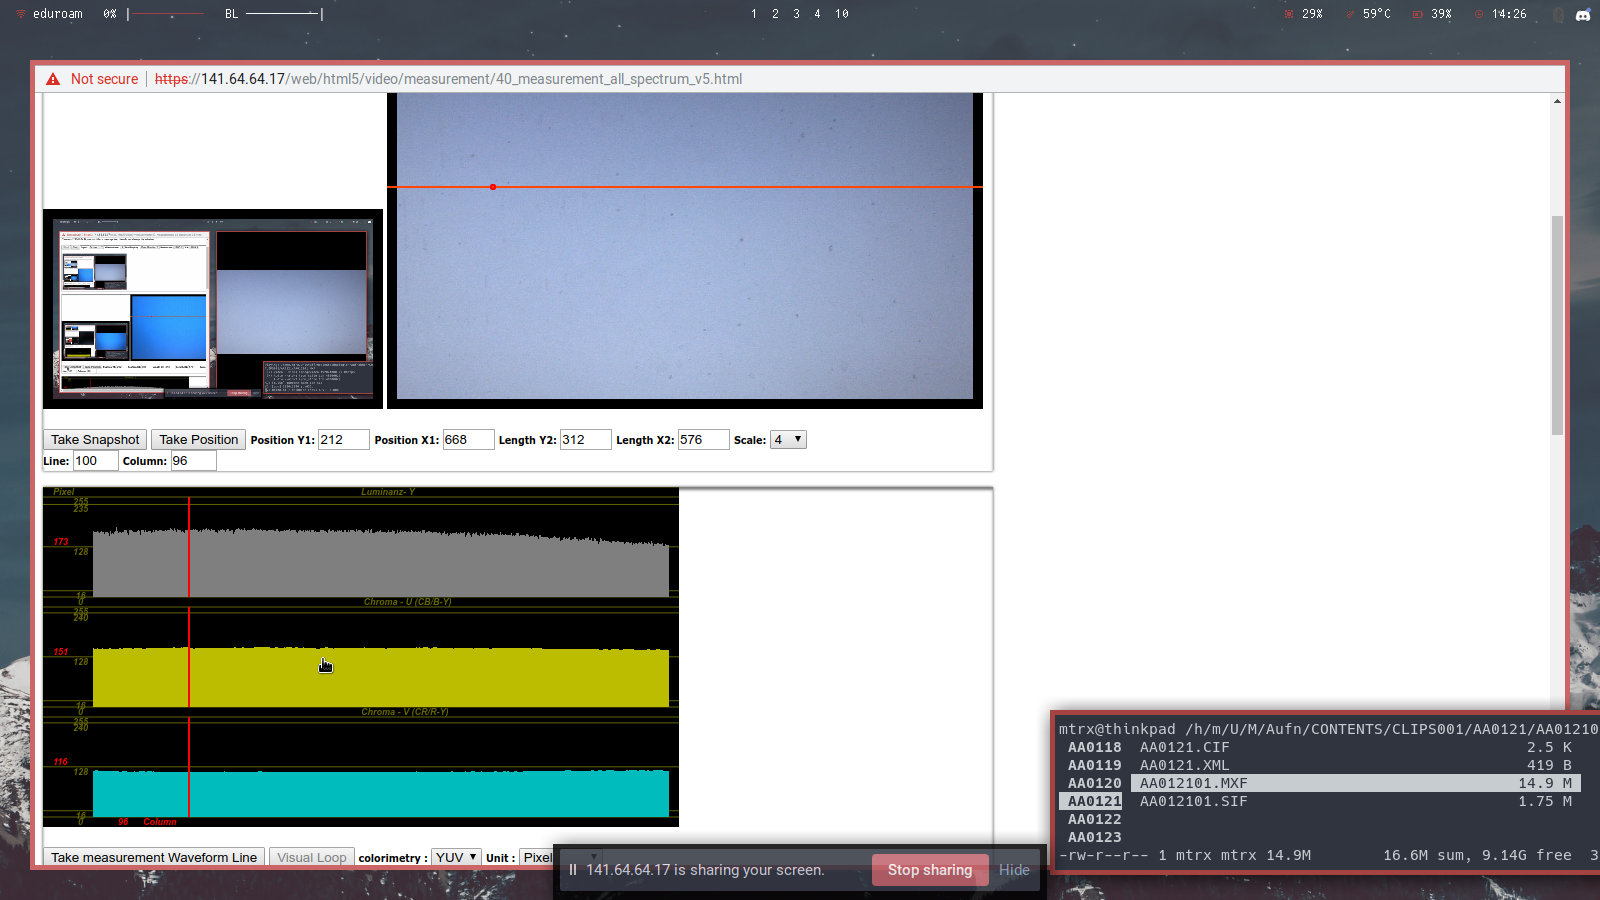 eduroam 0% BL 1 2 3 4 10 29% 59°C 39% 14:26
Not secure https://141.64.64.17/web/html5/video/measurement/40_measurement_all_spectrum_v5.html
Take Snapshot Take Position Position Y1: 212 Position X1: 668 Length Y2: 312 Length X2: 576 Scale: 4
Line: 100 Column: 96
Pixel Luminanz- Y
255
235
173
128
16
0
Chroma - U (CB/B-Y)
255
240
151
128
16
0
Chroma - V (CR/R-Y)
255
240
116
128
16
0
96 Column
Take measurement Waveform Line Visual Loop colorimetry : YUV Unit : Pixel
141.64.64.17 is sharing your screen. Stop sharing Hide
mtrx@thinkpad /h/m/U/M/Aufn/CONTENTS/CLIPS001/AA0121/AA01210
AA0118 AA0121.CIF 2.5 K
AA0119 AA0121.XML 419 B
AA0120 AA012101.MXF 14.9 M
AA0121 AA012101.SIF 1.75 M
AA0122
AA0123
-rw-r--r-- 1 mtrx mtrx 14.9M 16.6M sum, 9.14G free 3